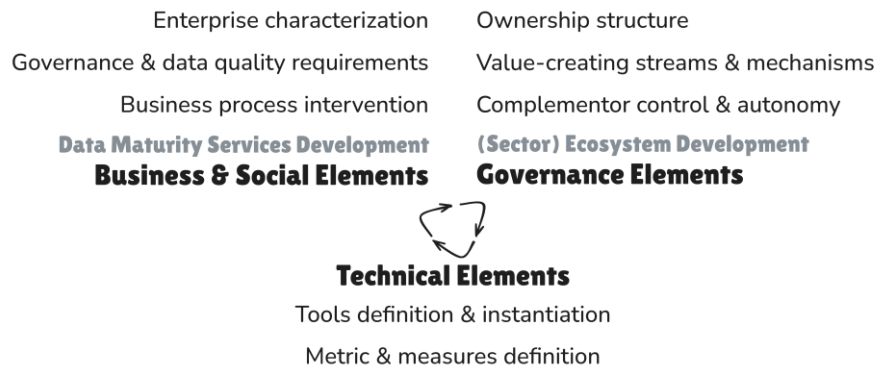 Enterprise characterization
Governance & data quality requirements
Business process intervention
Data Maturity Services Development
Business & Social Elements
Ownership structure
Value-creating streams & mechanisms
Complementor control & autonomy
(Sector) Ecosystem Development
Governance Elements
Technical Elements
Tools definition & instantiation
Metric & measures definition